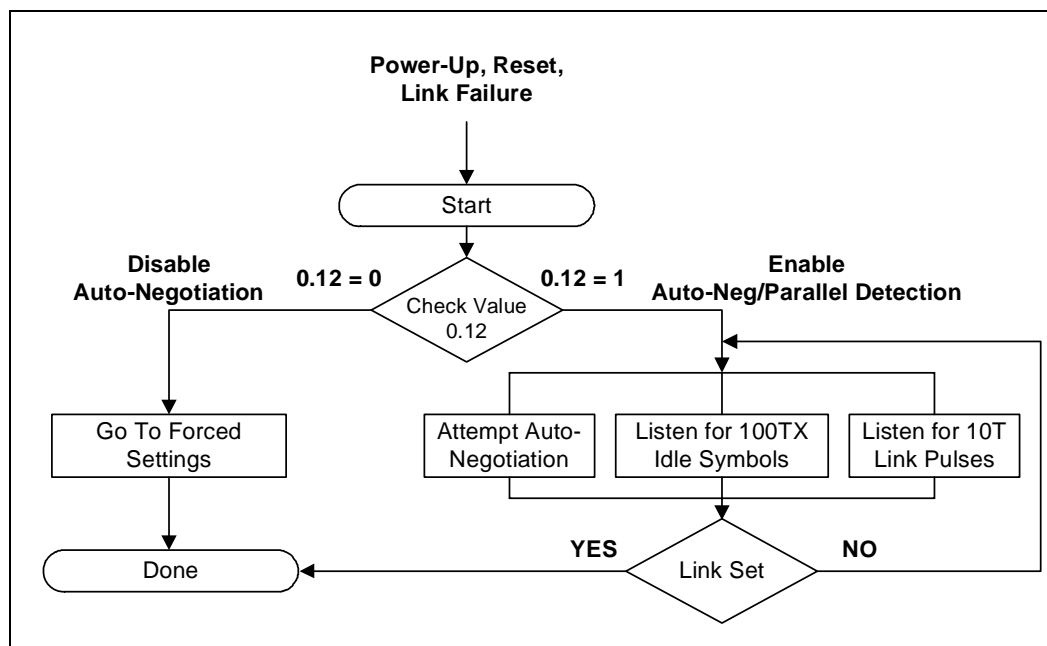 Power-Up, Reset,
Link Failure
Start
Disable
Auto-Negotiation
0.12 = 0
0.12 = 1
Enable
Auto-Neg/Parallel Detection
Check Value
0.12
Go To Forced
Settings
Attempt Auto-
Negotiation
Listen for 100TX
Idle Symbols
Listen for 10T
Link Pulses
Done
YES
Link Set
NO